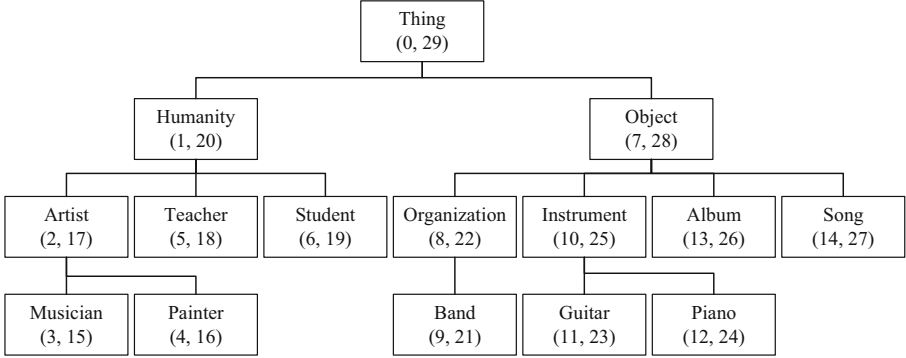 Thing
(0, 29)
Humanity
(1, 20)
Object
(7, 28)
Artist
(2, 17)
Teacher
(5, 18)
Student
(6, 19)
Organization
(8, 22)
Instrument
(10, 25)
Album
(13, 26)
Song
(14, 27)
Musician
(3, 15)
Painter
(4, 16)
Band
(9, 21)
Guitar
(11, 23)
Piano
(12, 24)